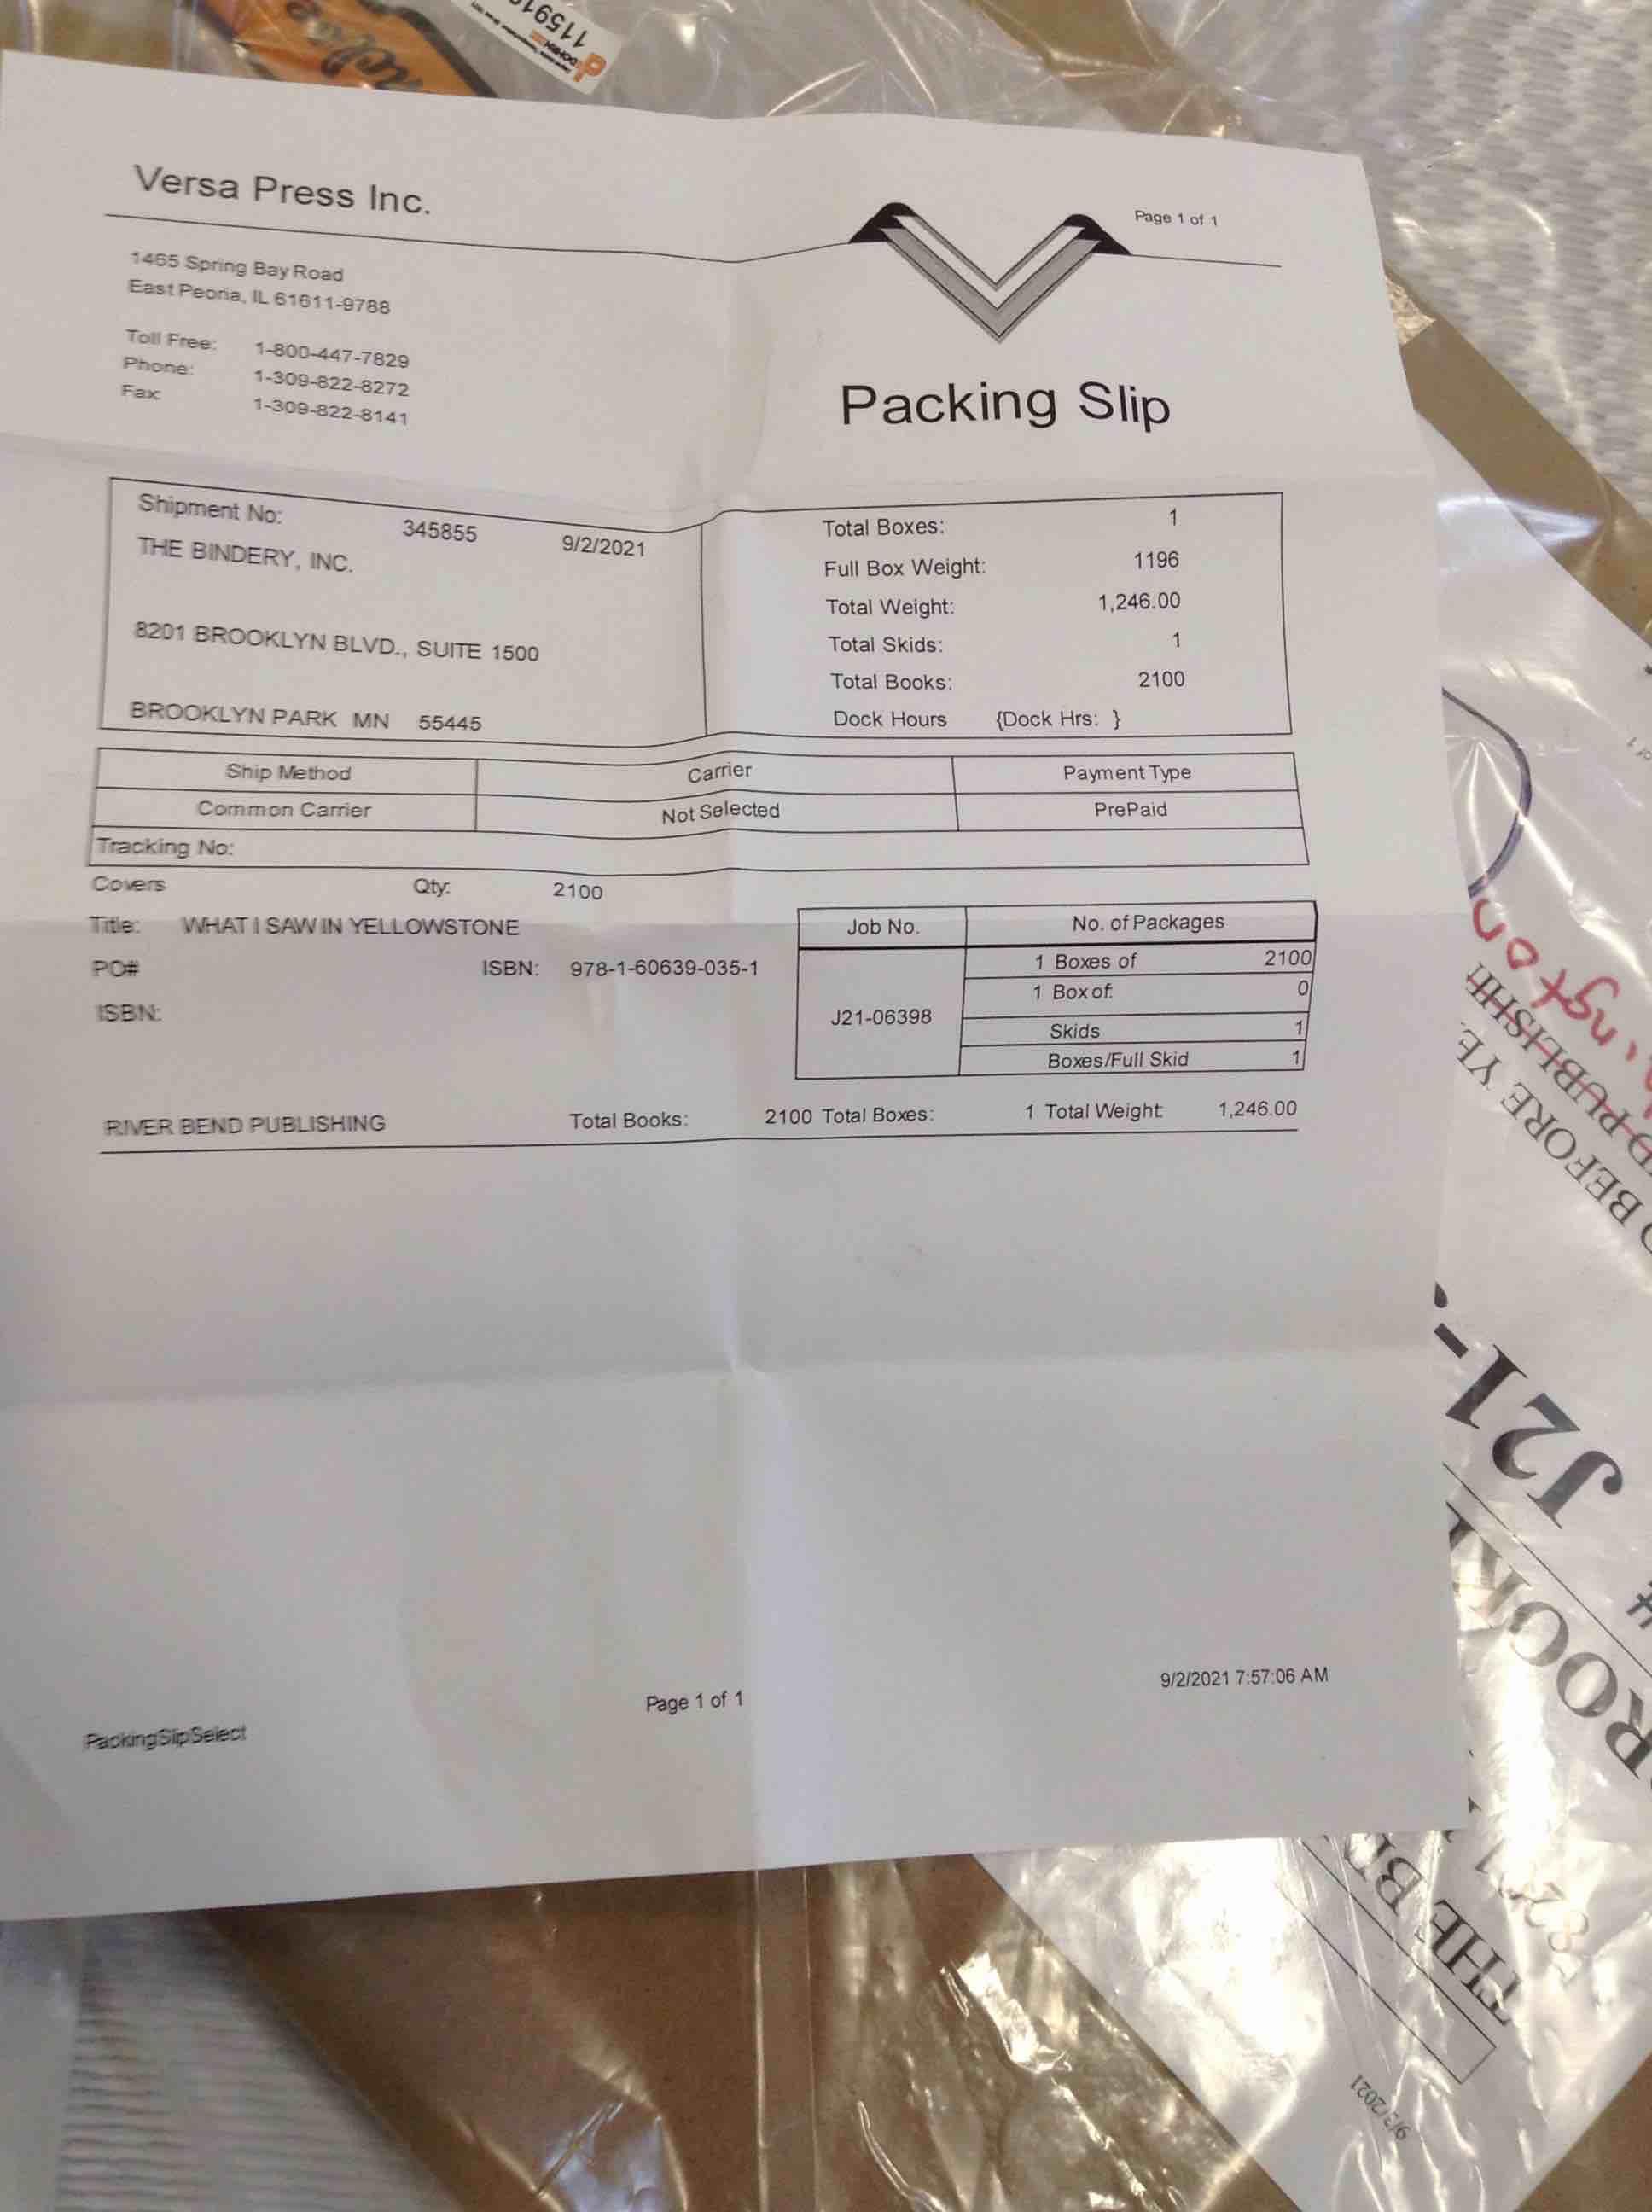 11591
Versa Press Inc.
Page 1 of 1
1465 Spring Bay Road
East Peoria, IL 61611-9788
Toll Free: 1-800-447-7829
Phone: 1-309-822-8272
Fax: 1-309-822-8141
Packing Slip
Shipment No: 345855 9/2/2021
THE BINDERY, INC.
8201 BROOKLYN BLVD., SUITE 1500
BROOKLYN PARK MN 55445
Total Boxes: 1
Full Box Weight: 1196
Total Weight: 1,246.00
Total Skids: 1
Total Books: 2100
Dock Hours {Dock Hrs: }
Ship Method Carrier Payment Type
Common Carrier Not Selected PrePaid
Tracking No:
Covers Qty: 2100
Title: WHAT I SAW IN YELLOWSTONE
PO# ISBN: 978-1-60639-035-1
ISBN:
Job No. No. of Packages
J21-06398
1 Boxes of 2100
1 Box of: 0
Skids 1
Boxes/Full Skid 1
RIVER BEND PUBLISHING Total Books: 2100 Total Boxes: 1 Total Weight: 1,246.00
9/2/2021 7:57:06 AM
Page 1 of 1
PackingSlipSelect
BEFORE YE
J21-
THE BI
9/3/2021